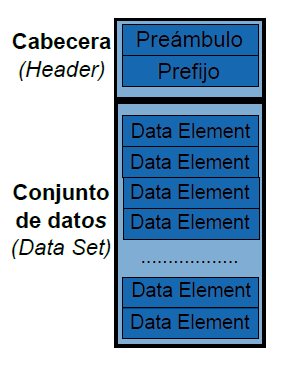 Cabecera
(Header)
Preámbulo
Prefijo
Conjunto
de datos
(Data Set)
Data Element
Data Element
Data Element
Data Element
..................
Data Element
Data Element